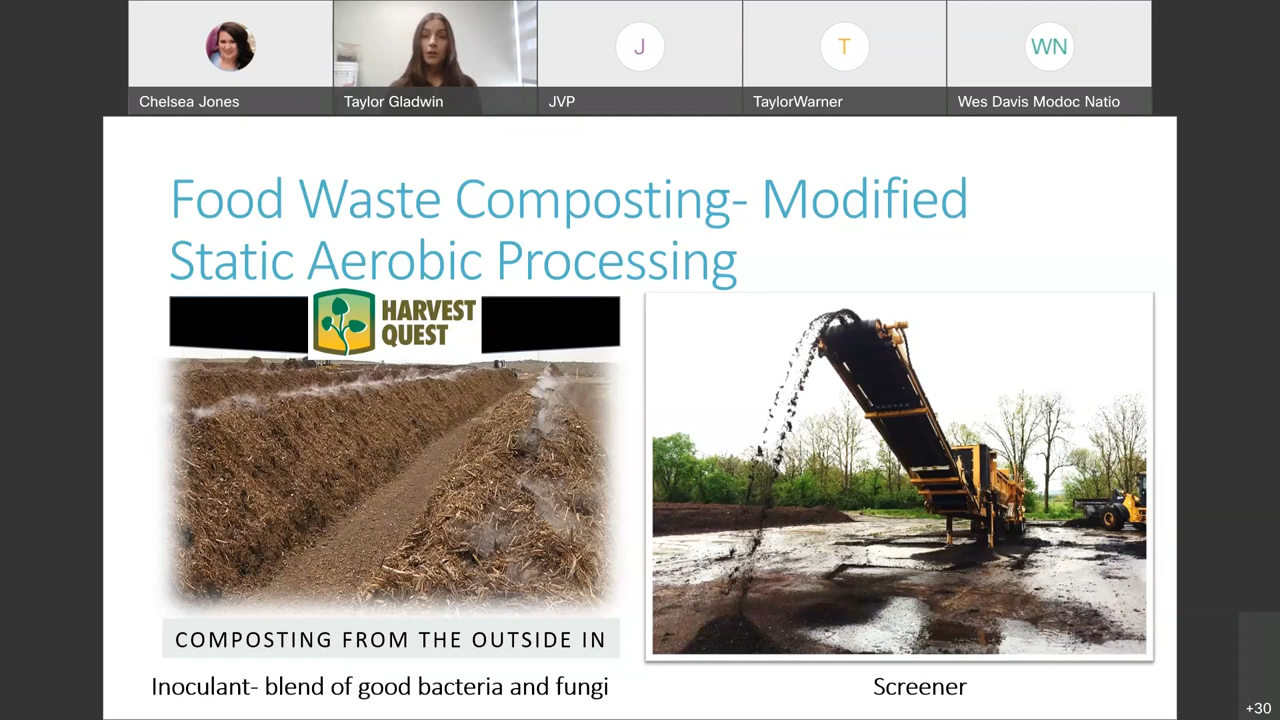 Chelsea Jones
Taylor Gladwin
J
JVP
T
TaylorWarner
WN
Wes Davis Modoc Natio
Food Waste Composting- Modified
Static Aerobic Processing
HARVEST
QUEST
COMPOSTING FROM THE OUTSIDE IN
Inoculant- blend of good bacteria and fungi
Screener
+30